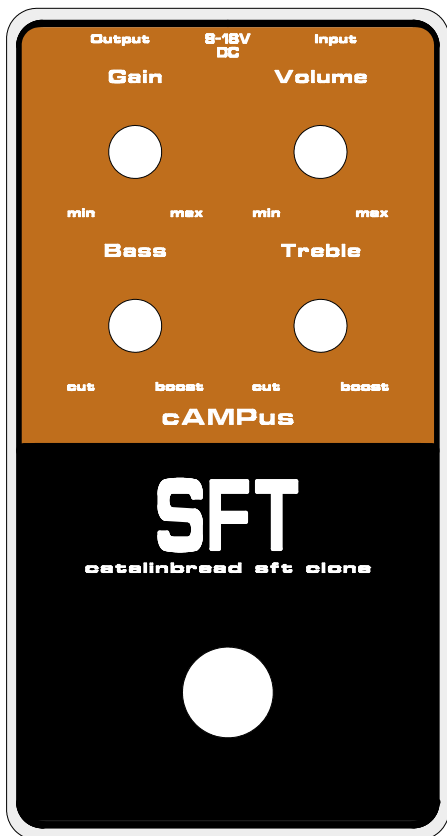 Output 9-18V Input
DC
Gain Volume
min max min max
Bass Treble
cut boost cut boost
cAMPus
SFT
catalinbread sft clone